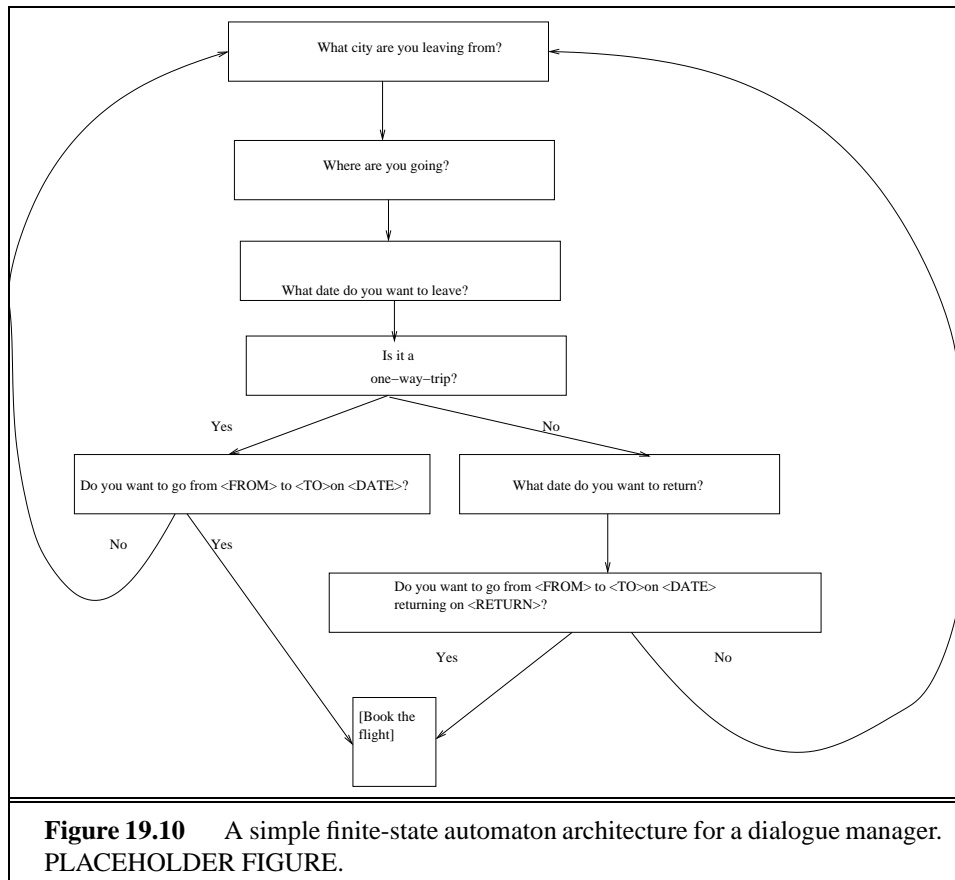 What city are you leaving from?
Where are you going?
What date do you want to leave?
Is it a
one−way−trip?
Yes
No
Do you want to go from <FROM> to <TO>on <DATE>?
What date do you want to return?
No
Yes
Do you want to go from <FROM> to <TO>on <DATE>
returning on <RETURN>?
Yes
No
[Book the
flight]
Figure 19.10 A simple finite-state automaton architecture for a dialogue manager.
PLACEHOLDER FIGURE.